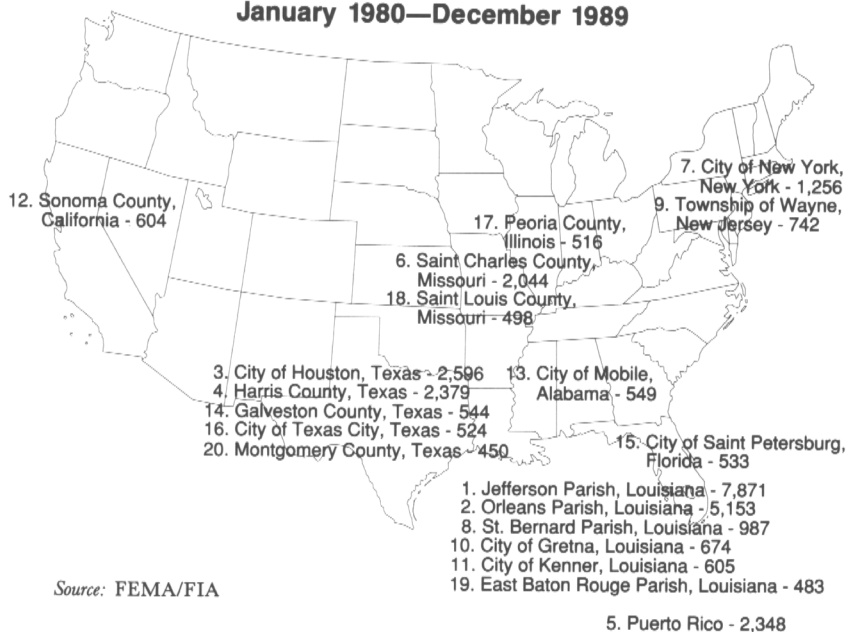 January 1980—December 1989
7. City of New York,
New York - 1,256
12. Sonoma County,
California - 604
9. Township of Wayne,
New Jersey - 742
17. Peoria County,
Illinois - 516
6. Saint Charles County,
Missouri - 2,044
18. Saint Louis County,
Missouri - 498
3. City of Houston, Texas - 2,596
4. Harris County, Texas - 2,379
14. Galveston County, Texas - 544
16. City of Texas City, Texas - 524
20. Montgomery County, Texas - 450
13. City of Mobile,
Alabama - 549
15. City of Saint Petersburg,
Florida - 533
1. Jefferson Parish, Louisiana - 7,871
2. Orleans Parish, Louisiana - 5,153
8. St. Bernard Parish, Louisiana - 987
10. City of Gretna, Louisiana - 674
11. City of Kenner, Louisiana - 605
19. East Baton Rouge Parish, Louisiana - 483
Source: FEMA/FIA
5. Puerto Rico - 2,348